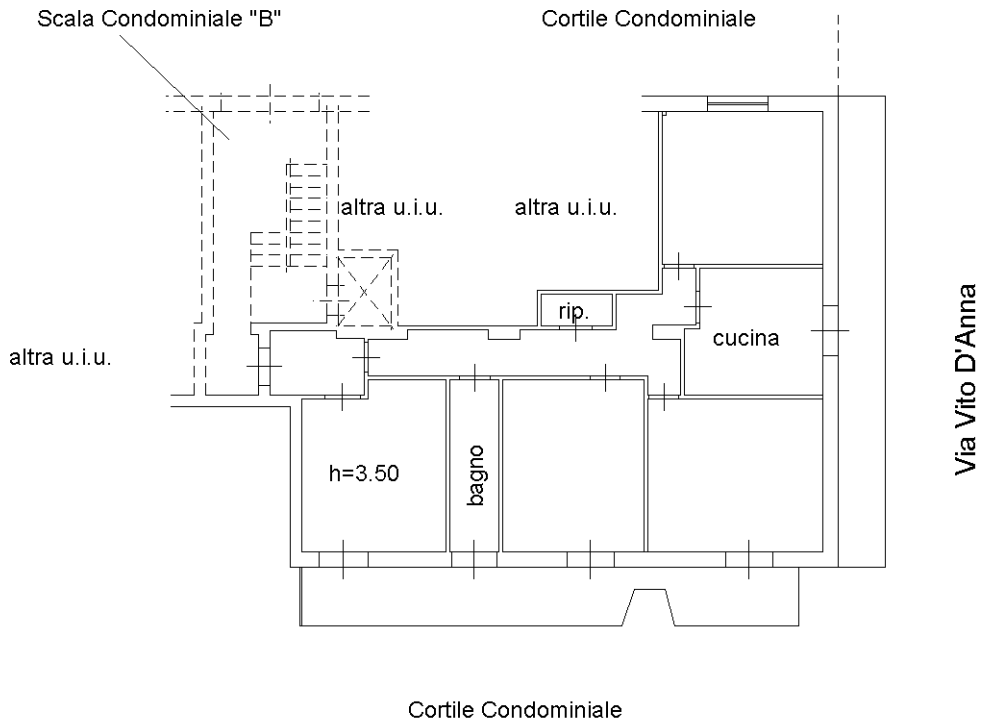 Scala Condominiale "B"
Cortile Condominiale
altra u.i.u.
altra u.i.u.
rip.
cucina
altra u.i.u.
Via Vito D'Anna
h=3.50
bagno
Cortile Condominiale